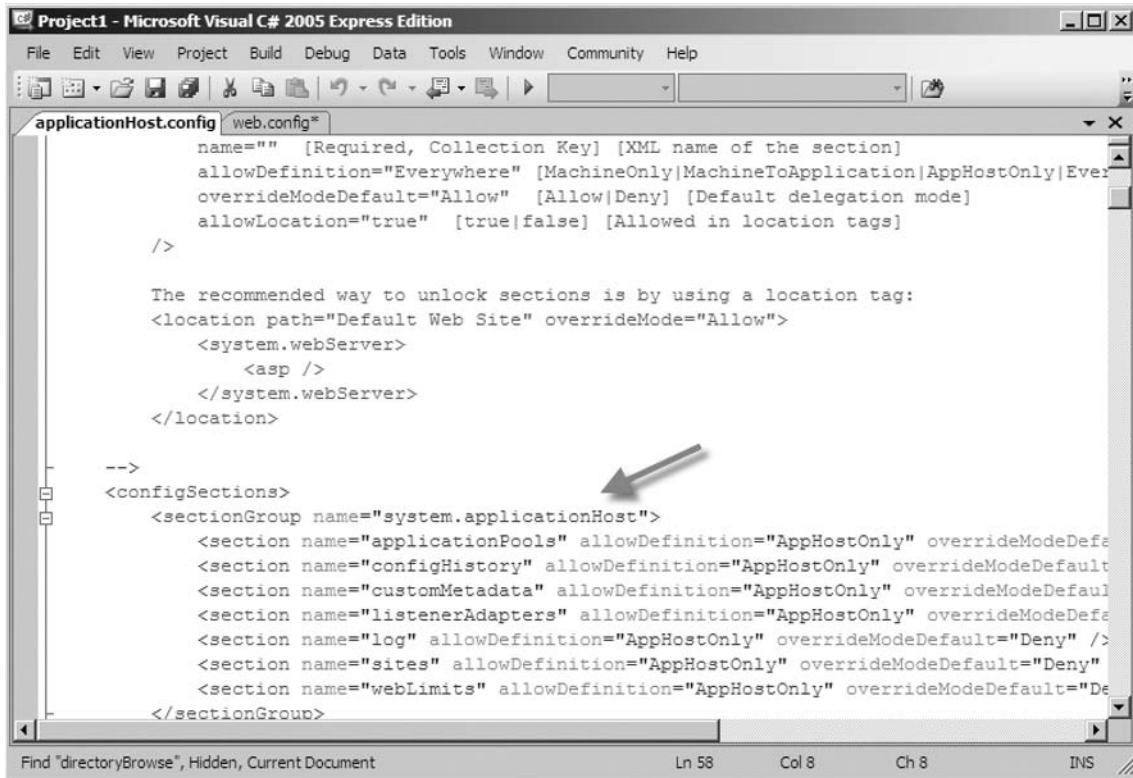 Project1 - Microsoft Visual C# 2005 Express Edition
File Edit View Project Build Debug Data Tools Window Community Help
applicationHost.config web.config*
name="" [Required, Collection Key] [XML name of the section]
allowDefinition="Everywhere" [MachineOnly|MachineToApplication|AppHostOnly|Ever
overrideModeDefault="Allow" [Allow|Deny] [Default delegation mode]
allowLocation="true" [true|false] [Allowed in location tags]
/>
The recommended way to unlock sections is by using a location tag:
<location path="Default Web Site" overrideMode="Allow">
<system.webServer>
<asp />
</system.webServer>
</location>
-->
<configSections>
<sectionGroup name="system.applicationHost">
<section name="applicationPools" allowDefinition="AppHostOnly" overrideModeDefa
<section name="configHistory" allowDefinition="AppHostOnly" overrideModeDefault
<section name="customMetadata" allowDefinition="AppHostOnly" overrideModeDefaul
<section name="listenerAdapters" allowDefinition="AppHostOnly" overrideModeDefa
<section name="log" allowDefinition="AppHostOnly" overrideModeDefault="Deny" />
<section name="sites" allowDefinition="AppHostOnly" overrideModeDefault="Deny"
<section name="webLimits" allowDefinition="AppHostOnly" overrideModeDefault="De
</sectionGroup>
Find "directoryBrowse", Hidden, Current Document Ln 58 Col 8 Ch 8 INS